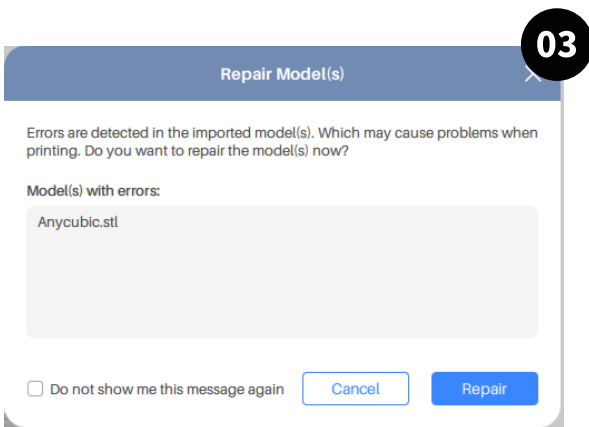 03
Repair Model(s)
Errors are detected in the imported model(s). Which may cause problems when
printing. Do you want to repair the model(s) now?
Model(s) with errors:
Anycubic.stl
Do not show me this message again
Cancel
Repair